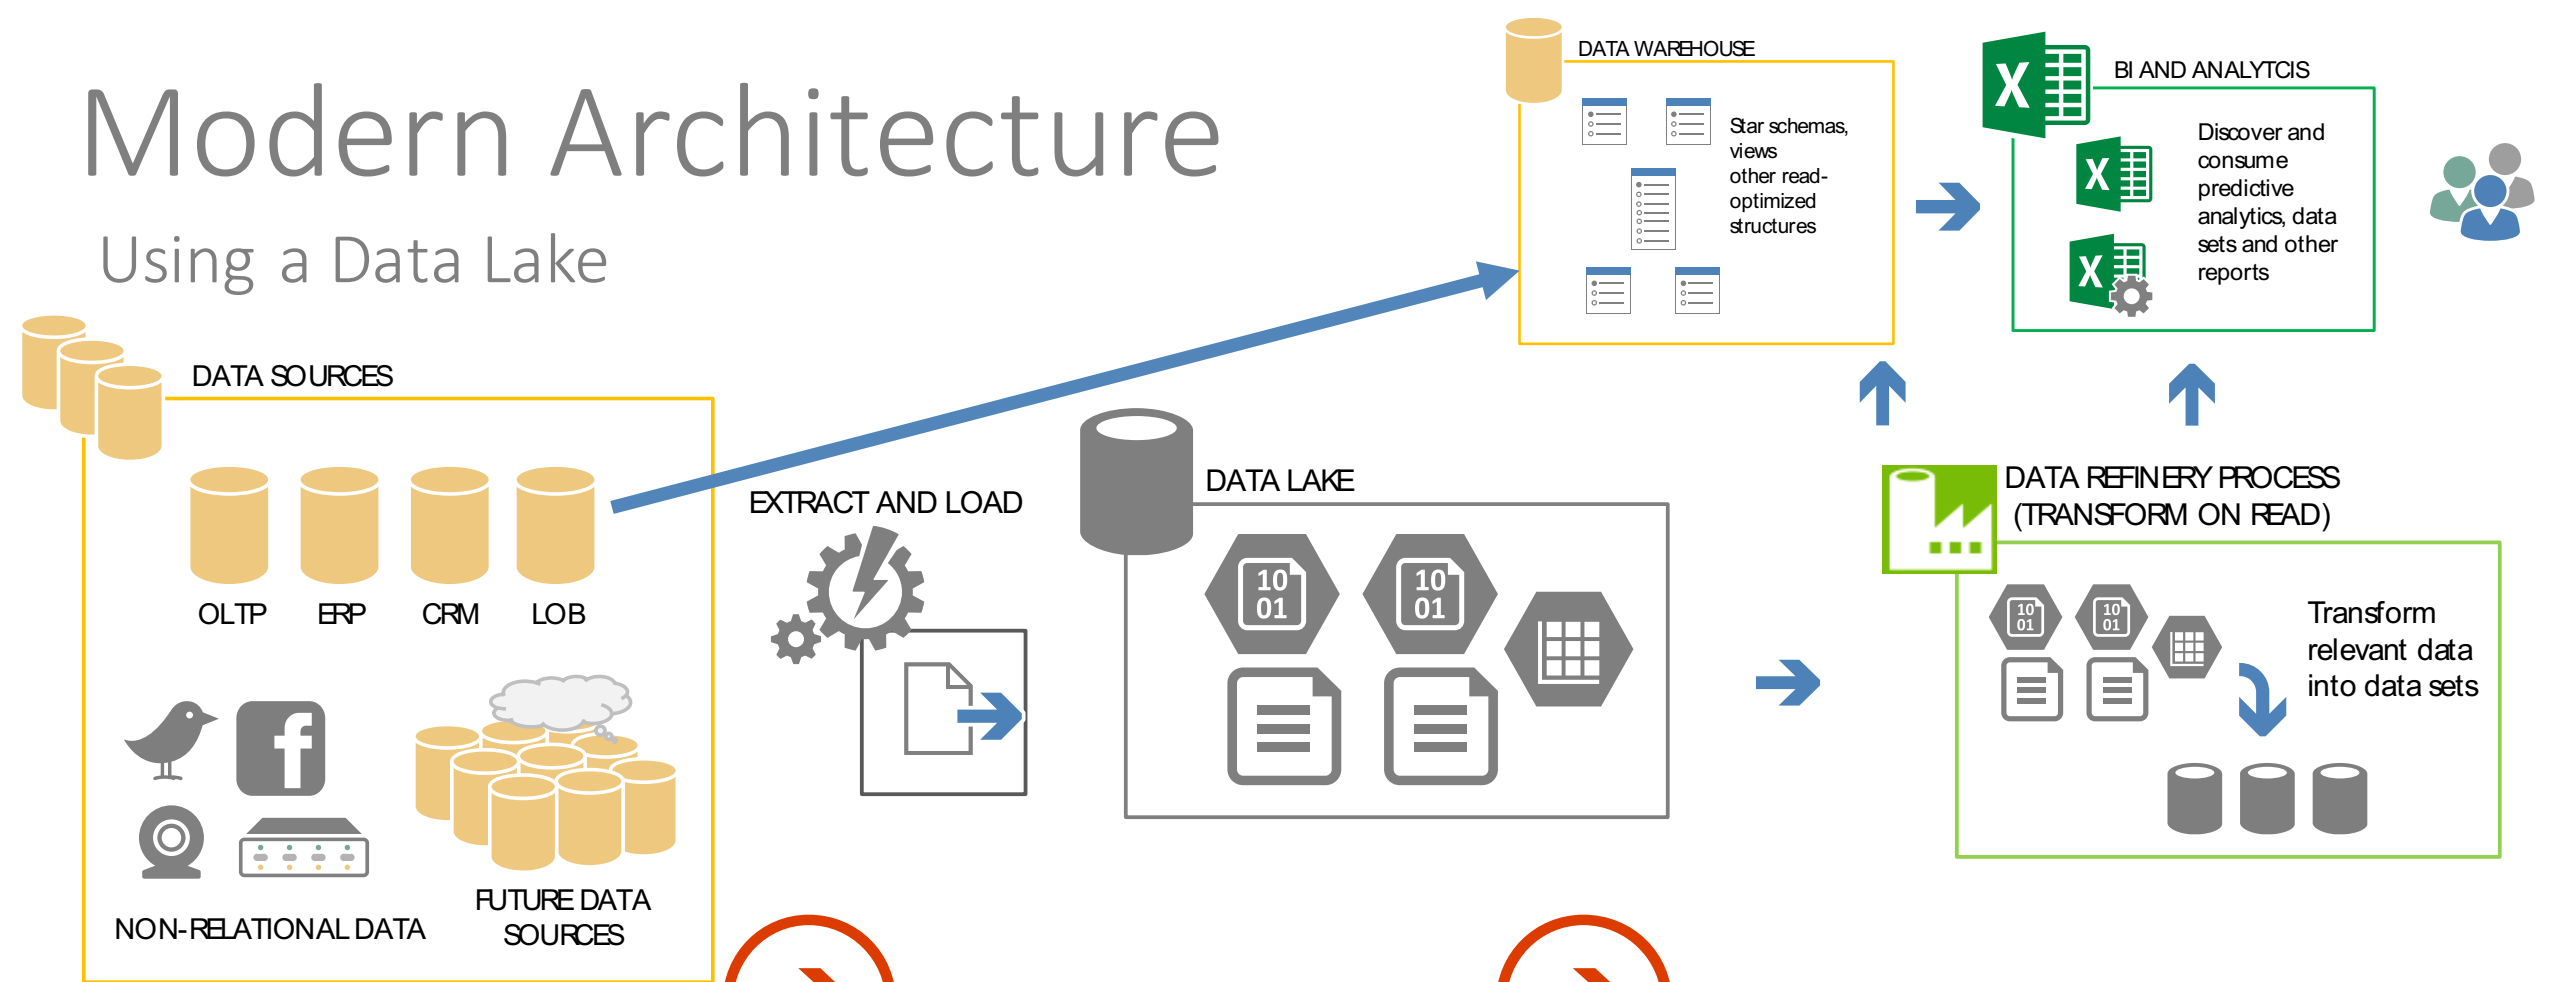 Modern Architecture
Using a Data Lake
DATA SOURCES
OLTP
ERP
CRM
LOB
f
NON-RELATIONAL DATA
FUTURE DATA
SOURCES
EXTRACT AND LOAD
DATA LAKE
10
01
10
01
DATA WAREHOUSE
Star schemas,
views
other read-
optimized
structures
X
BI AND ANALYTCIS
X
X
Discover and
consume
predictive
analytics, data
sets and other
reports
DATA REFINERY PROCESS
(TRANSFORM ON READ)
10
01
10
01
Transform
relevant data
into data sets